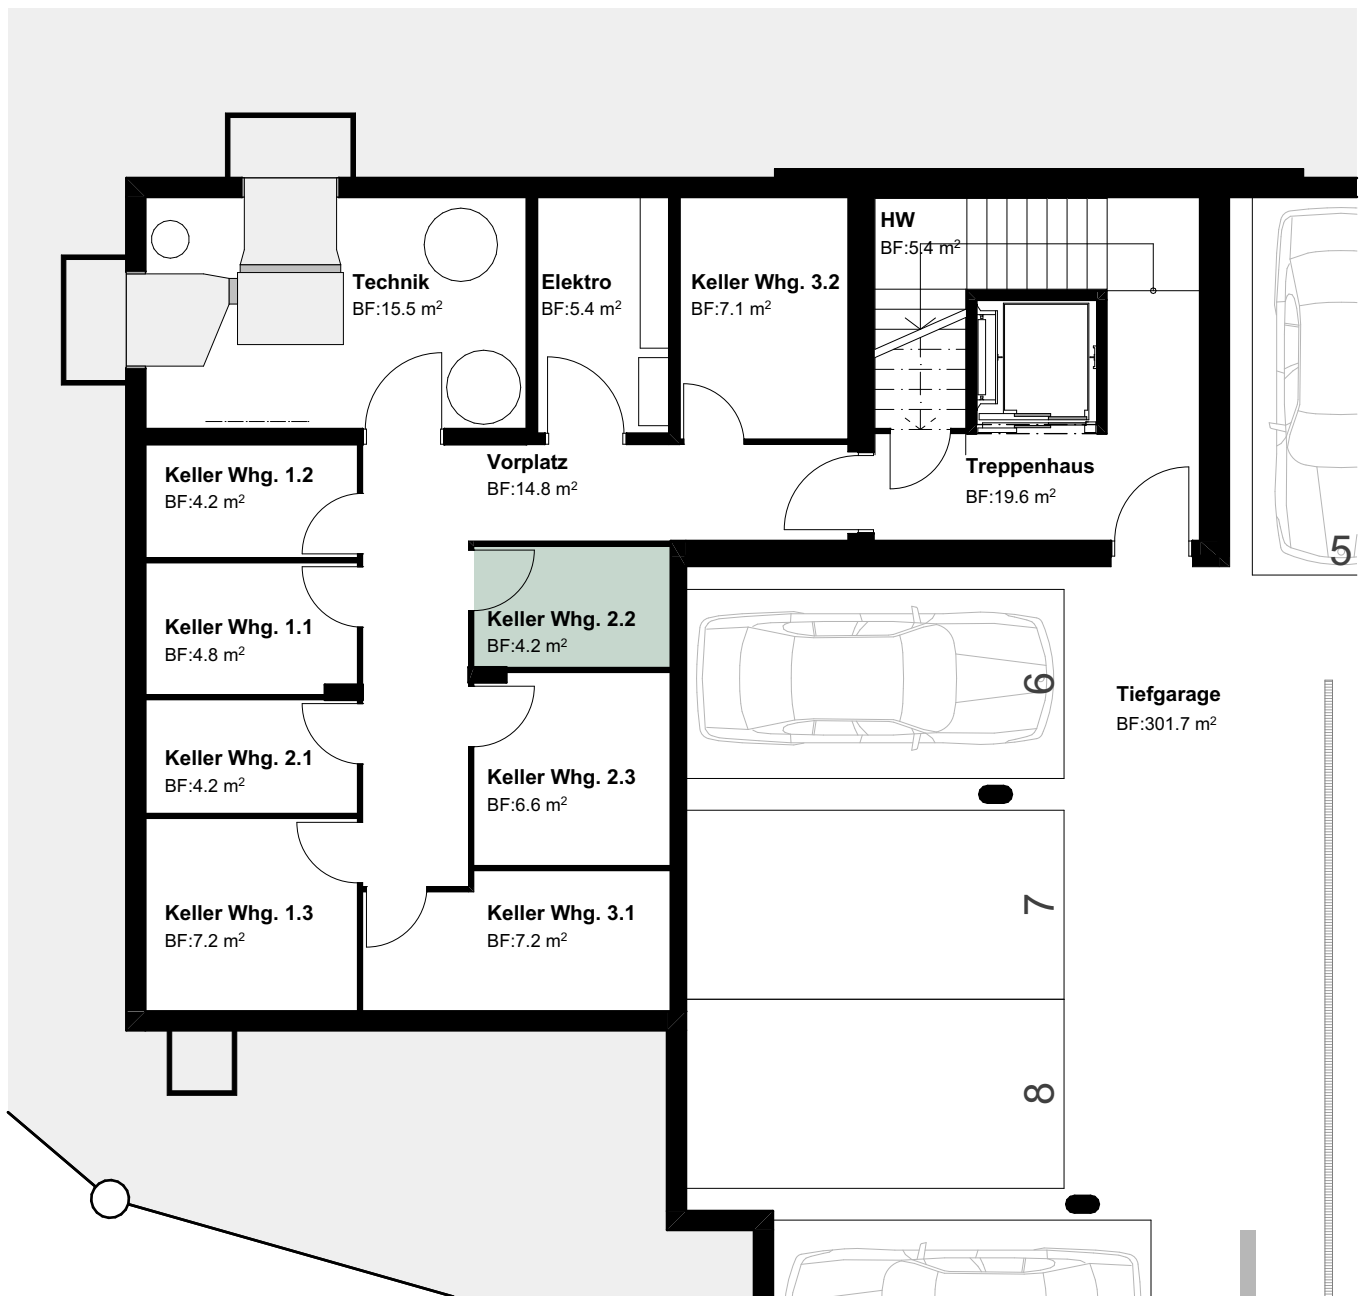 HW
BF:5.4 m²
Technik
BF:15.5 m²
Elektro
BF:5.4 m²
Keller Whg. 3.2
BF:7.1 m²
Vorplatz
BF:14.8 m²
Treppenhaus
BF:19.6 m²
Keller Whg. 1.2
BF:4.2 m²
5
Keller Whg. 1.1
BF:4.8 m²
Keller Whg. 2.2
BF:4.2 m²
6
Tiefgarage
BF:301.7 m²
Keller Whg. 2.1
BF:4.2 m²
Keller Whg. 2.3
BF:6.6 m²
Keller Whg. 1.3
BF:7.2 m²
Keller Whg. 3.1
BF:7.2 m²
7
8